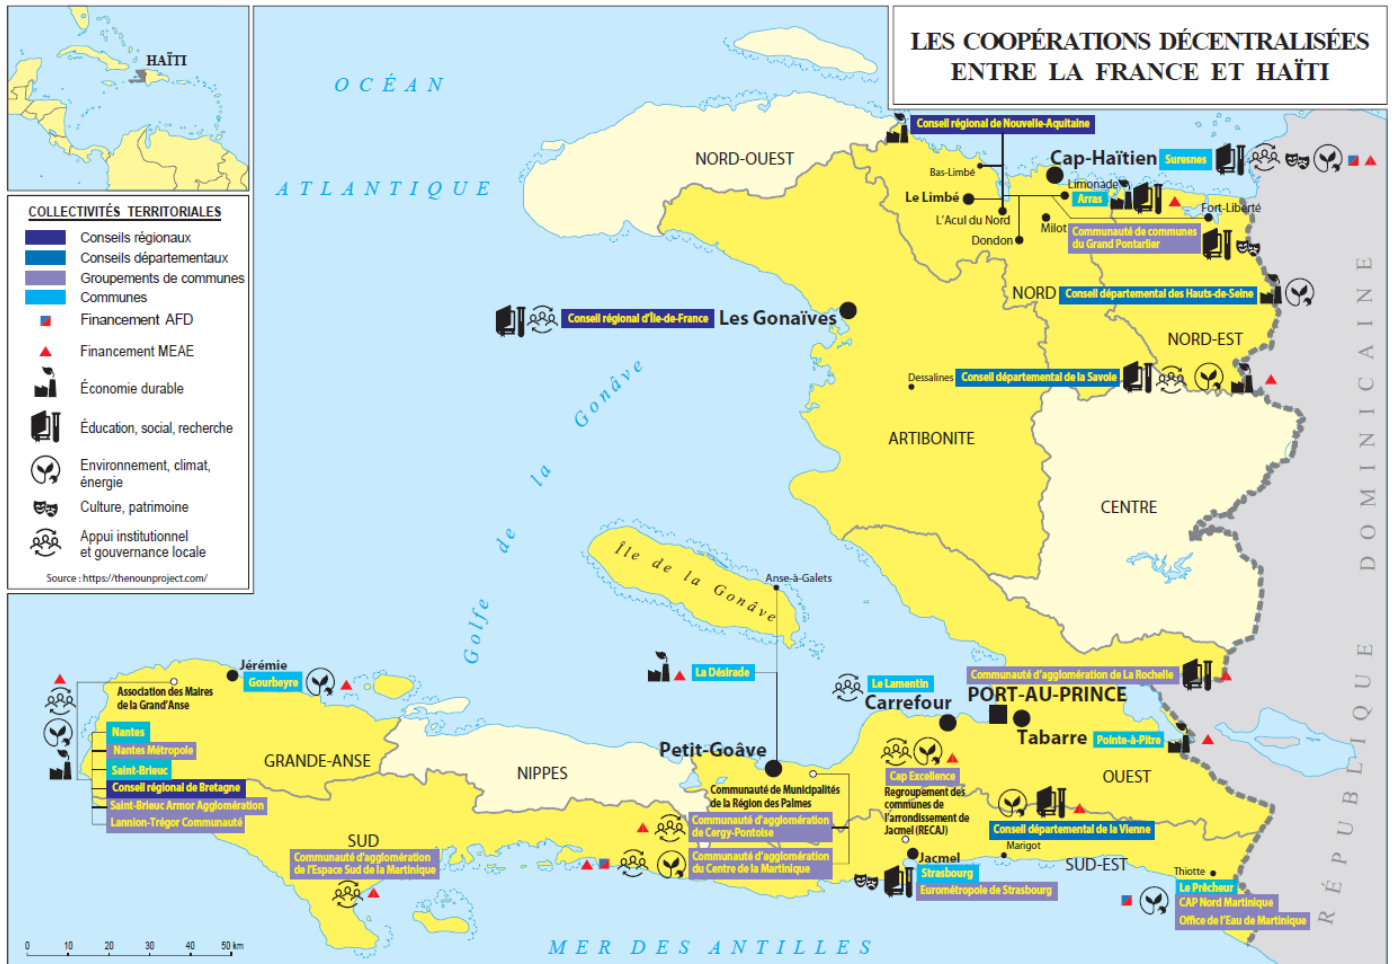 LES COOPÉRATIONS DÉCENTRALISÉES
ENTRE LA FRANCE ET HAÏTI
HAÏTI
OCÉAN
ATLANTIQUE
COLLECTIVITÉS TERRITORIALES
Conseils régionaux
Conseils départementaux
Groupements de communes
Communes
Financement AFD
Financement MEAE
Économie durable
Éducation, social, recherche
Environnement, climat,
énergie
Culture, patrimoine
Appui institutionnel
et gouvernance locale
Source : https://thenounproject.com/
NORD-OUEST
Conseil régional de Nouvelle-Aquitaine
Cap-Haïtien
Suresnes
Bas-Limbé
Le Limbé
Limonade
Arras
L'Acul du Nord
Milot
Fort-Liberté
Dondon
Communauté de communes
du Grand Pontarlier
NORD
Conseil départemental des Hauts-de-Seine
NORD-EST
Conseil régional d'Île-de-France
Les Gonaïves
Dessalines
Conseil départemental de la Savoie
ARTIBONITE
CENTRE
RÉPUBLIQUE DOMINICAINE
Golfe de la Gonâve
Île de la Gonâve
Anse-à-Galets
La Désirade
Jérémie
Gourbeyre
Association des Maires
de la Grand'Anse
Nantes
Nantes Métropole
Saint-Brieuc
Conseil régional de Bretagne
Saint-Brieuc Armor Agglomération
Lannion-Trégor Communauté
GRANDE-ANSE
NIPPES
SUD
Communauté d'agglomération
de l'Espace Sud de la Martinique
Petit-Goâve
Communauté de Municipalités
de la Région des Palmes
Communauté d'agglomération
de Cergy-Pontoise
Communauté d'agglomération
du Centre de la Martinique
Le Lamentin
Carrefour
Communauté d'agglomération de La Rochelle
PORT-AU-PRINCE
Tabarre
Pointe-à-Pitre
OUEST
Cap Excellence
Regroupement des
communes de
l'arrondissement de
Jacmel (RECAJ)
Conseil départemental de la Vienne
Jacmel
Strasbourg
Eurométropole de Strasbourg
Marigot
SUD-EST
Thiotte
Le Prêcheur
CAP Nord Martinique
Office de l'Eau de Martinique
MER DES ANTILLES
0 10 20 30 40 50 km